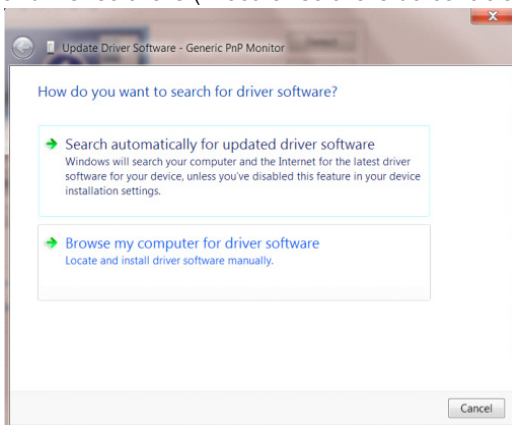 Update Driver Software - Generic PnP Monitor
How do you want to search for driver software?
Search automatically for updated driver software
Windows will search your computer and the Internet for the latest driver
software for your device, unless you've disabled this feature in your device
installation settings.
Browse my computer for driver software
Locate and install driver software manually.
Cancel